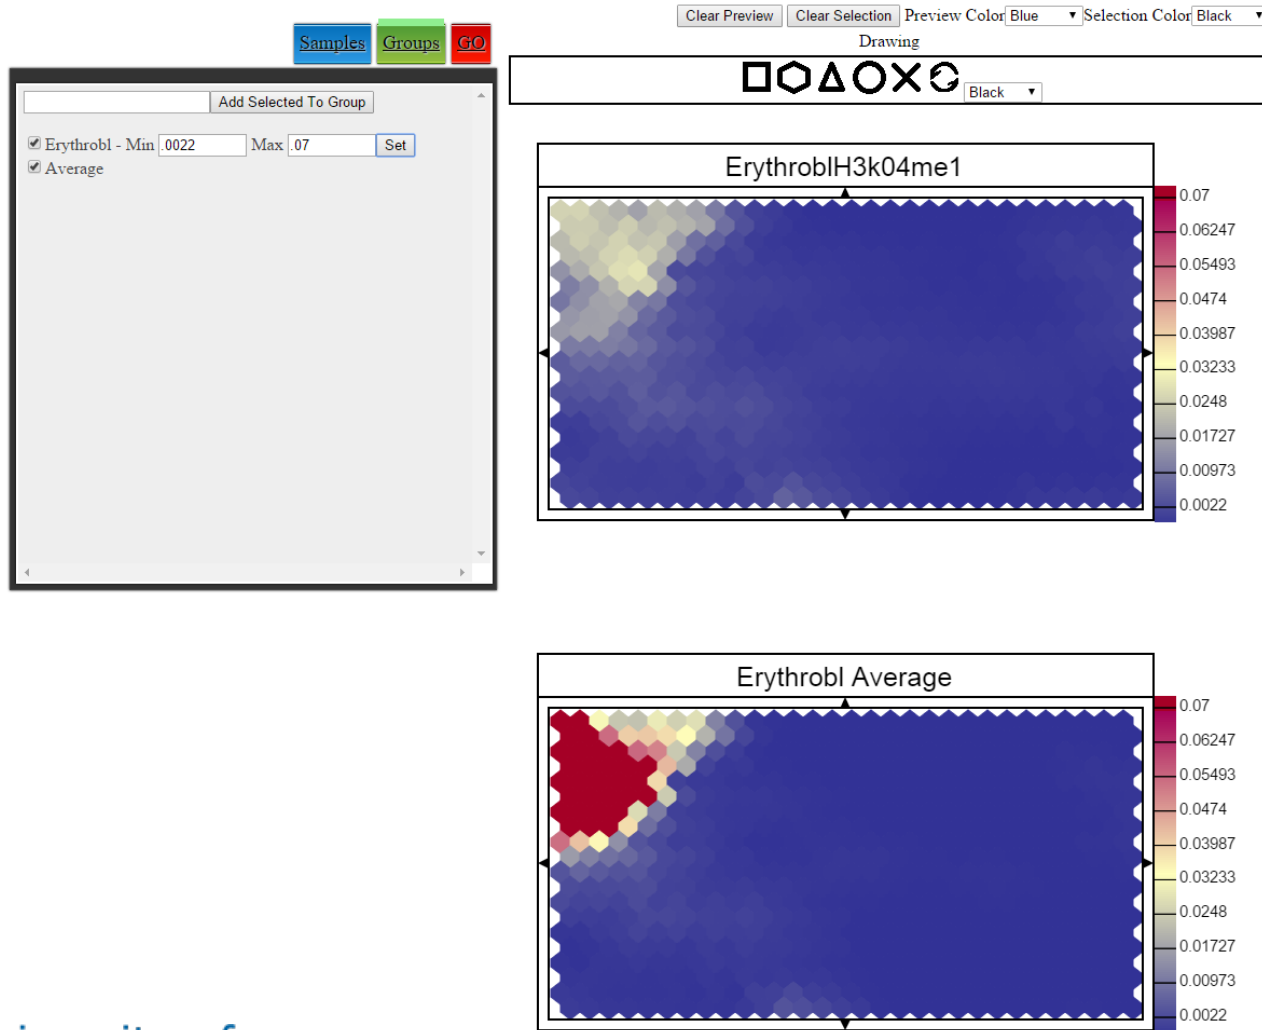 Clear Preview Clear Selection Preview Color Blue Selection Color Black
Drawing
Black
Samples Groups GO
Add Selected To Group
Erythrobl - Min .0022 Max .07 Set
Average
ErythroblH3k04me1
0.07
0.06247
0.05493
0.0474
0.03987
0.03233
0.0248
0.01727
0.00973
0.0022
Erythrobl Average
0.07
0.06247
0.05493
0.0474
0.03987
0.03233
0.0248
0.01727
0.00973
0.0022